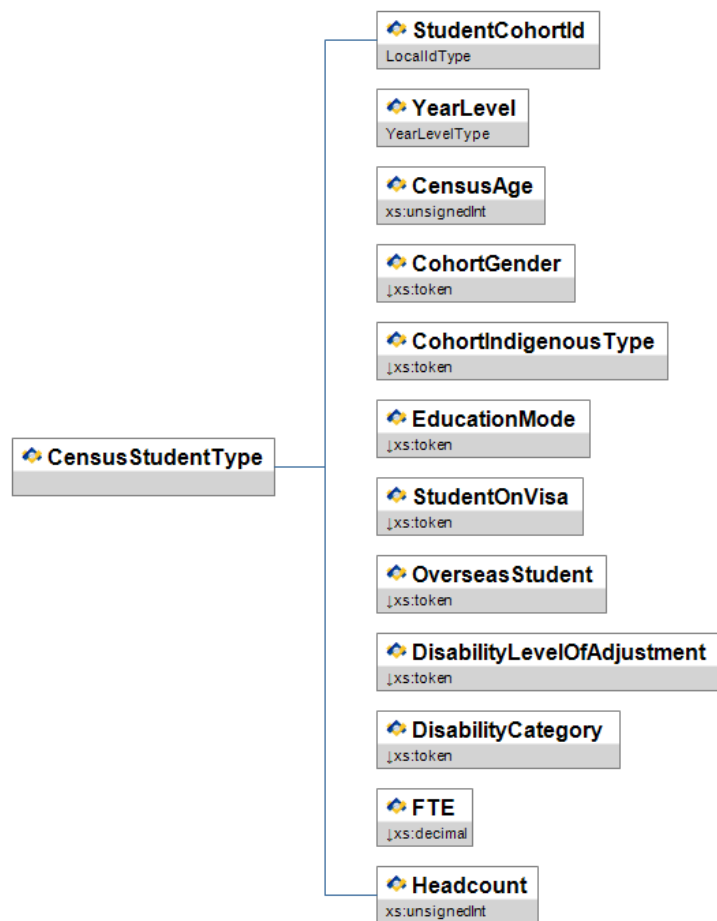 StudentCohortId
LocalIdType
YearLevel
YearLevelType
CensusAge
xs:unsignedInt
CohortGender
↓xs:token
CohortIndigenousType
↓xs:token
EducationMode
↓xs:token
CensusStudentType
StudentOnVisa
↓xs:token
OverseasStudent
↓xs:token
DisabilityLevelOfAdjustment
↓xs:token
DisabilityCategory
↓xs:token
FTE
↓xs:decimal
Headcount
xs:unsignedInt